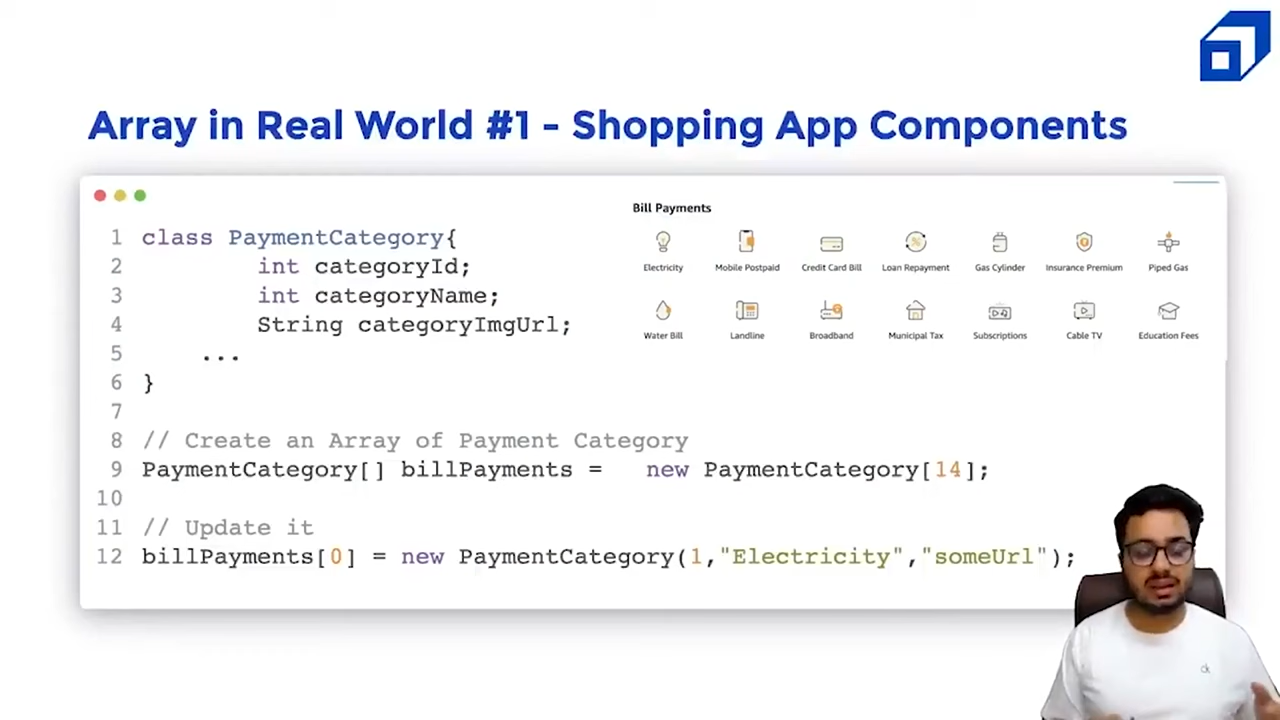 Array in Real World #1 - Shopping App Components
Bill Payments
Electricity Mobile Postpaid Credit Card Bill Loan Repayment Gas Cylinder Insurance Premium Piped Gas
Water Bill Landline Broadband Municipal Tax Subscriptions Cable TV Education Fees
1 class PaymentCategory{
2 int categoryId;
3 int categoryName;
4 String categoryImgUrl;
5 ...
6 }
7
8 // Create an Array of Payment Category
9 PaymentCategory[] billPayments = new PaymentCategory[14];
10
11 // Update it
12 billPayments[0] = new PaymentCategory(1,"Electricity","someUrl");
ck